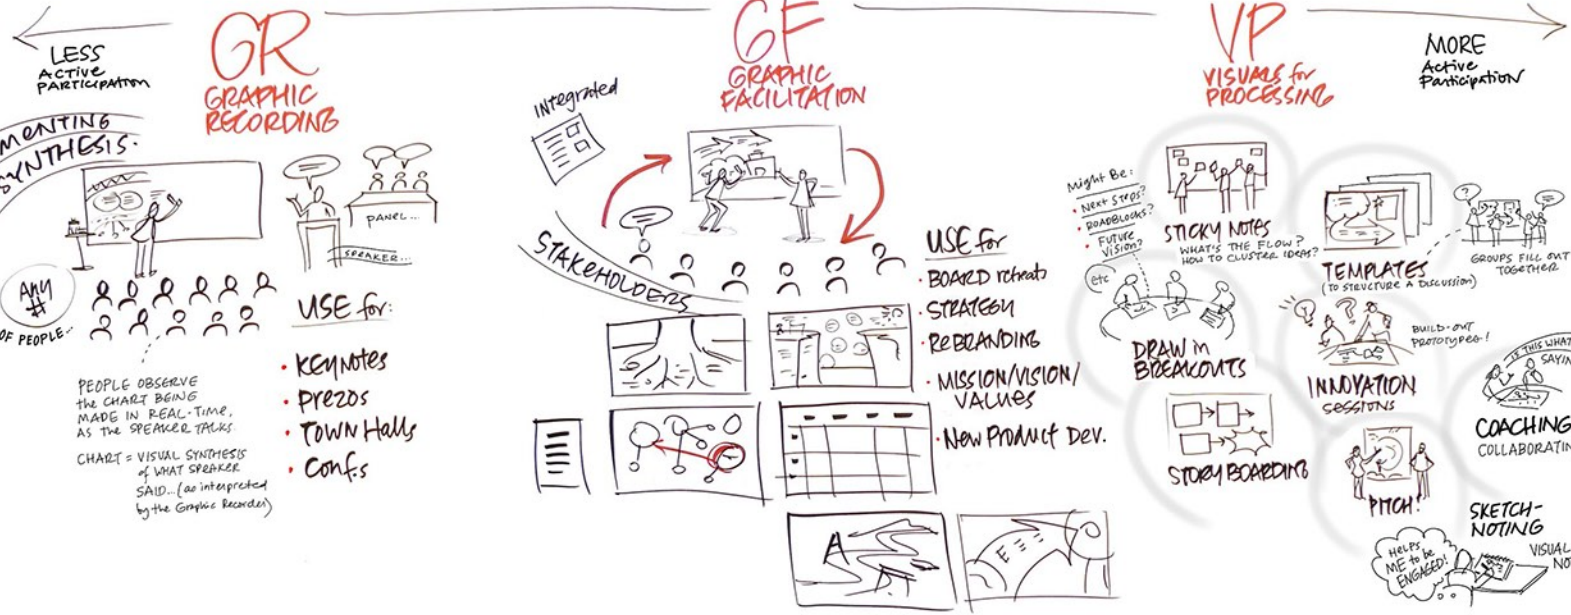 LESS
ACTIVE
PARTICIPATION
GR
GRAPHIC
RECORDING
MENTING
SYNTHESIS.
PANEL...
SPEAKER...
ANY
#
OF PEOPLE...
USE for:
• KEYNOTES
• Prezos
• TOWN Halls
• Conf.s
PEOPLE OBSERVE
the CHART BEING
MADE IN REAL-TIME,
AS the SPEAKER TALKS.
CHART = VISUAL SYNTHESIS
of WHAT SPEAKER
SAID...(as interpreted
by the Graphic Recorder)
GF
GRAPHIC
FACILITATION
INTegrated
STAKEHOLDERS
USE for
• BOARD retreats
• STRATEGY
• ReBRANDING
• MISSION/VISION/
VALUES
• New Product Dev.
VP
VISUALS for
PROCESSING
MORE
Active
Participation
Might Be:
• Next Steps?
• ROADBLOCKS?
• Future
Vision?
etc
STICKY NOTES
WHAT'S THE FLOW?
HOW TO CLUSTER IDEAS?
TEMPLATES
(TO STRUCTURE A DISCUSSION)
?
GROUPS FILL OUT
TOGETHER
DRAW in
BREAKOUTS
?
INNOVATION
SESSIONS
BUILD-OUT
PROTOTYPES!
IS THIS WHAT
SAYIN
COACHING
COLLABORATIN
STORYBOARDING
PITCH!
SKETCH-
NOTING
HELPS
ME to be
ENGAGED!
VISUAL
NO